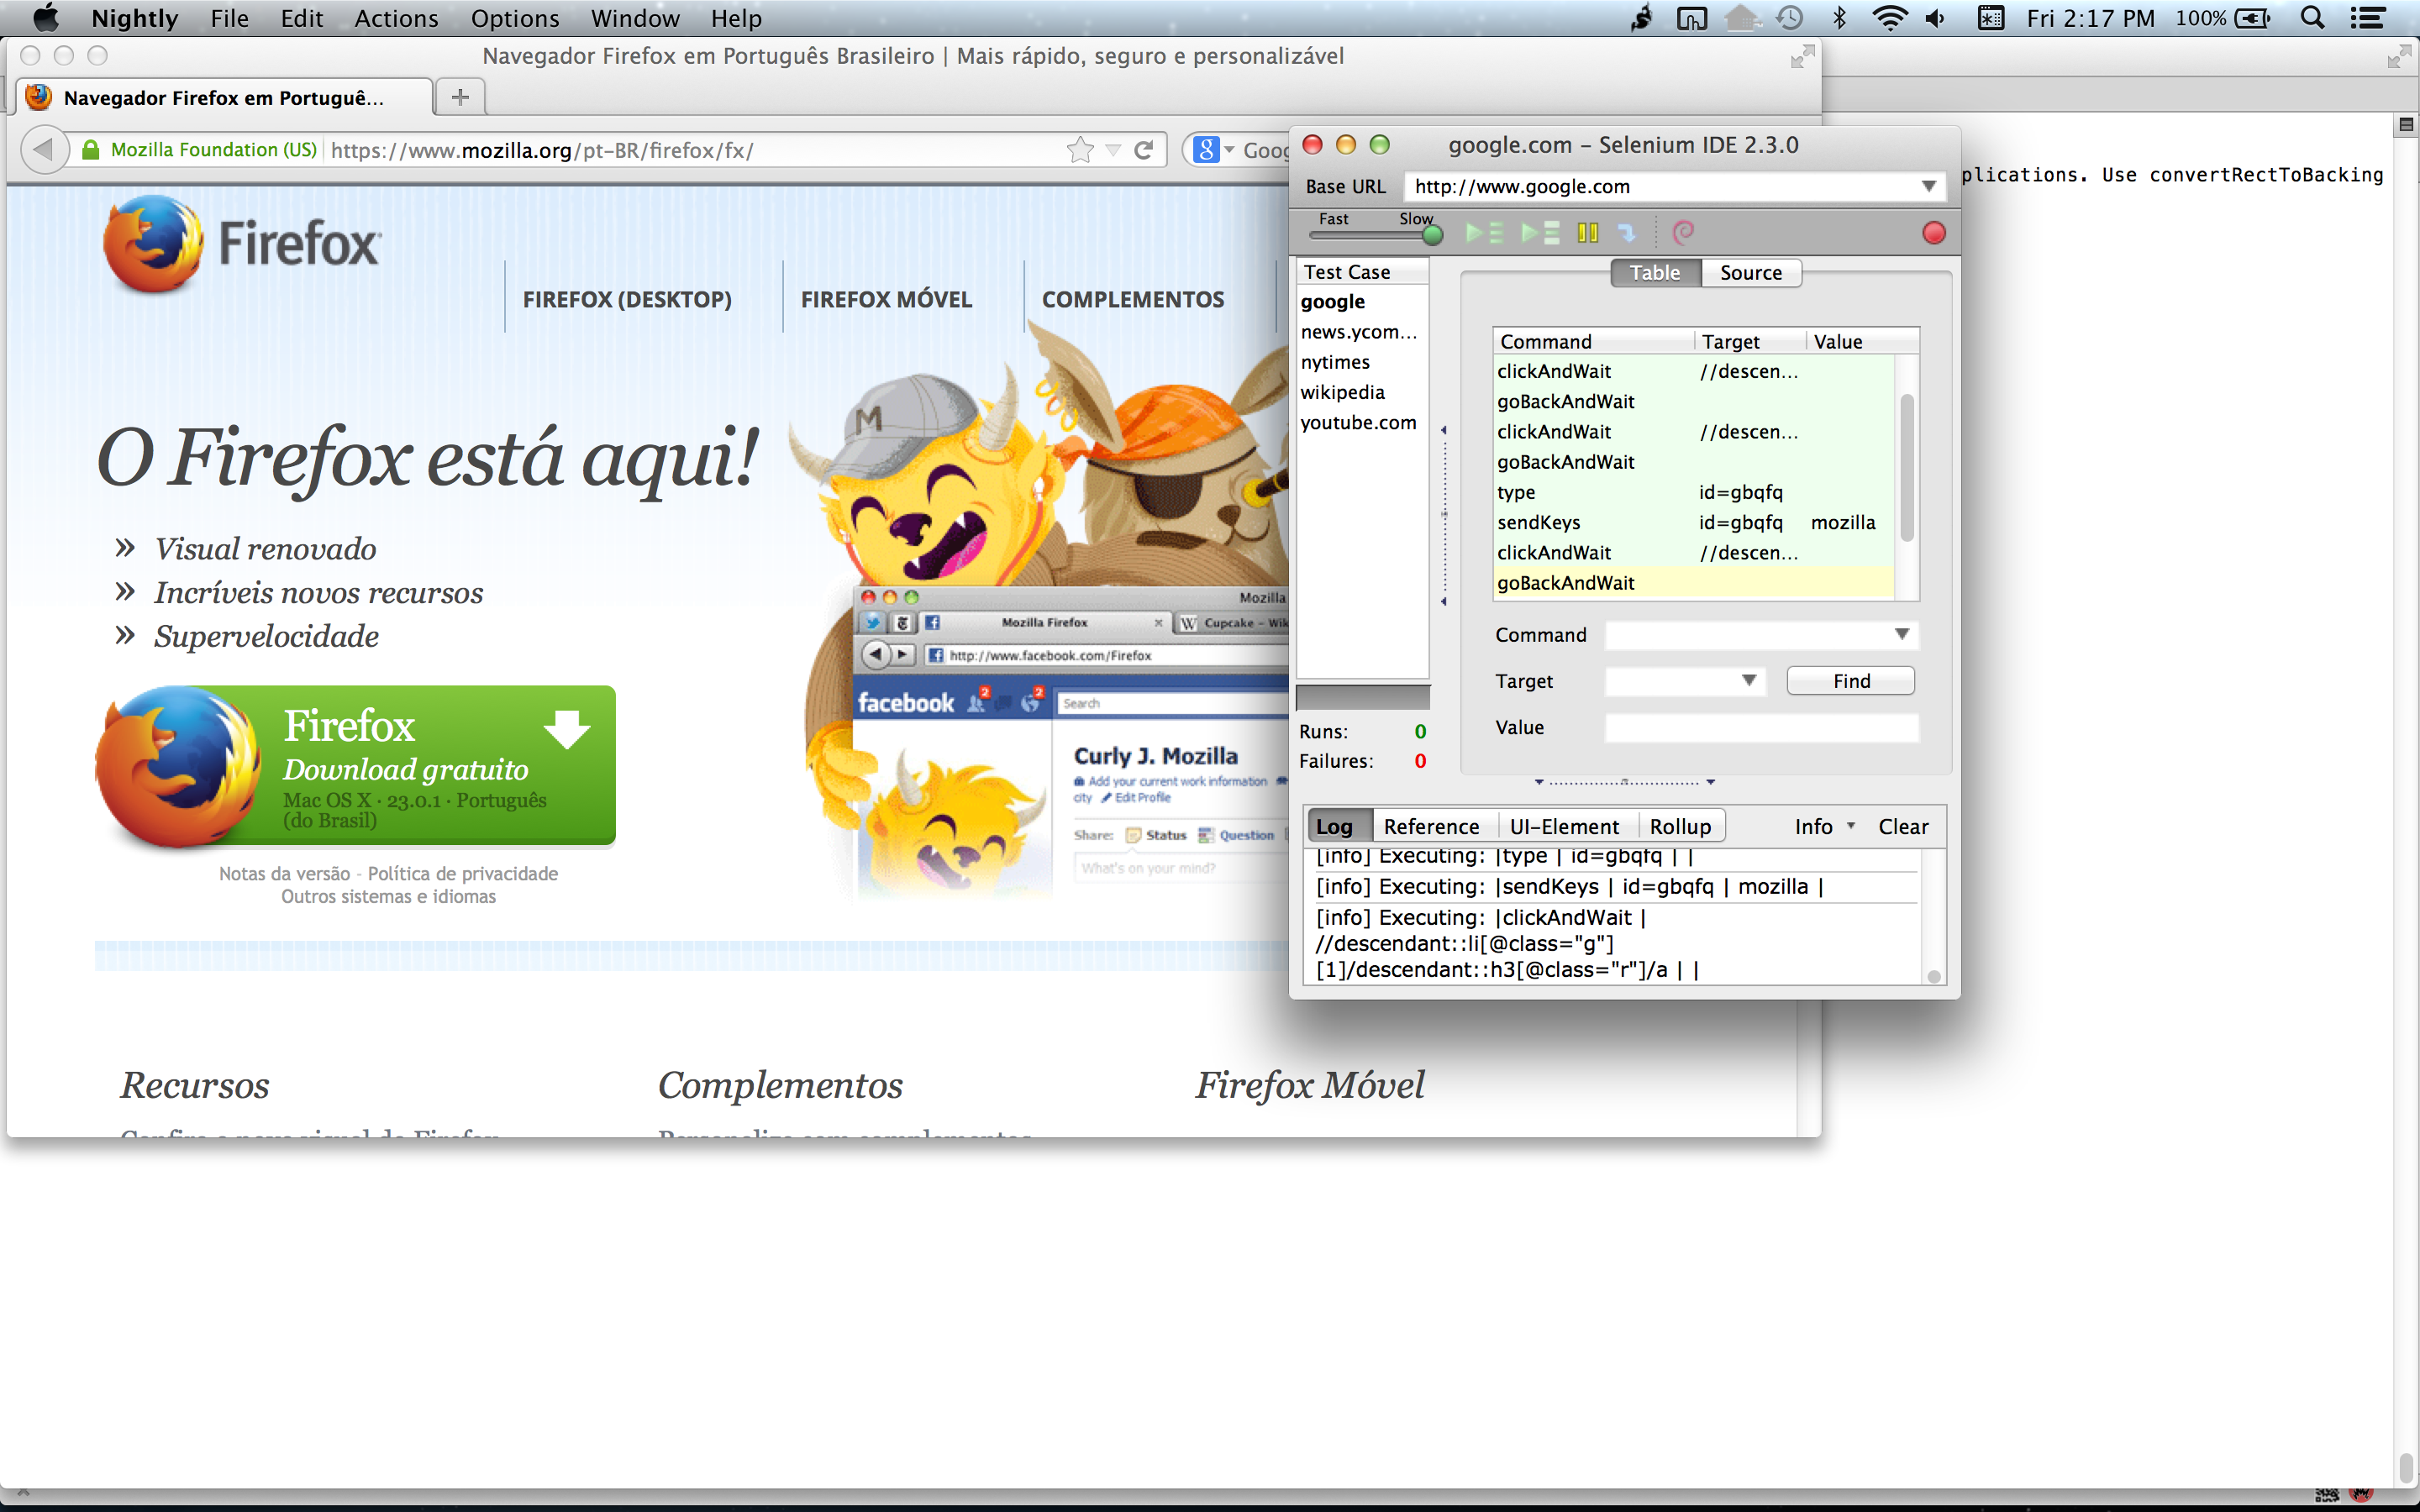 Nightly File Edit Actions Options Window Help
Fri 2:17 PM 100%
Navegador Firefox em Português Brasileiro | Mais rápido, seguro e personalizável
Navegador Firefox em Portuguê...
Mozilla Foundation (US) https://www.mozilla.org/pt-BR/firefox/fx/
Firefox
FIREFOX (DESKTOP) FIREFOX MÓVEL COMPLEMENTOS
O Firefox está aqui!
» Visual renovado
» Incríveis novos recursos
» Supervelocidade
Firefox
Download gratuito
Mac OS X · 23.0.1 · Português
(do Brasil)
Notas da versão - Política de privacidade
Outros sistemas e idiomas
M
Mozilla
Mozilla Firefox
W Cupcake – Wik
http://www.facebook.com/Firefox
facebook 2 2 Search
Curly J. Mozilla
Add your current work information
city Edit Profile
Share: Status Question
What's on your mind?
Recursos
Complementos
Firefox Móvel
google.com – Selenium IDE 2.3.0
Base URL http://www.google.com
Fast Slow
Test Case
google
news.ycom...
nytimes
wikipedia
youtube.com
Runs: 0
Failures: 0
Table Source
Command Target Value
clickAndWait //descen...
goBackAndWait
clickAndWait //descen...
goBackAndWait
type id=gbqfq
sendKeys id=gbqfq mozilla
clickAndWait //descen...
goBackAndWait
Command
Target Find
Value
Log Reference UI-Element Rollup Info Clear
[info] Executing: |type | id=gbqfq | |
[info] Executing: |sendKeys | id=gbqfq | mozilla |
[info] Executing: |clickAndWait |
//descendant::li[@class="g"]
[1]/descendant::h3[@class="r"]/a | |
plications. Use convertRectToBacking